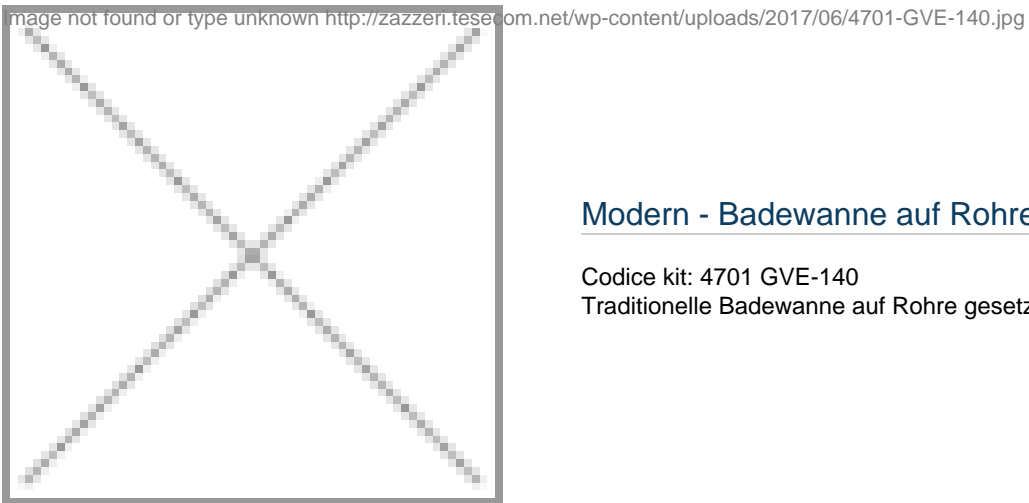 Image not found or type unknown http://zazzeri.tesecom.net/wp-content/uploads/2017/06/4701-GVE-140.jpg
Modern - Badewanne auf Rohre
Codice kit: 4701 GVE-140
Traditionelle Badewanne auf Rohre gesetz